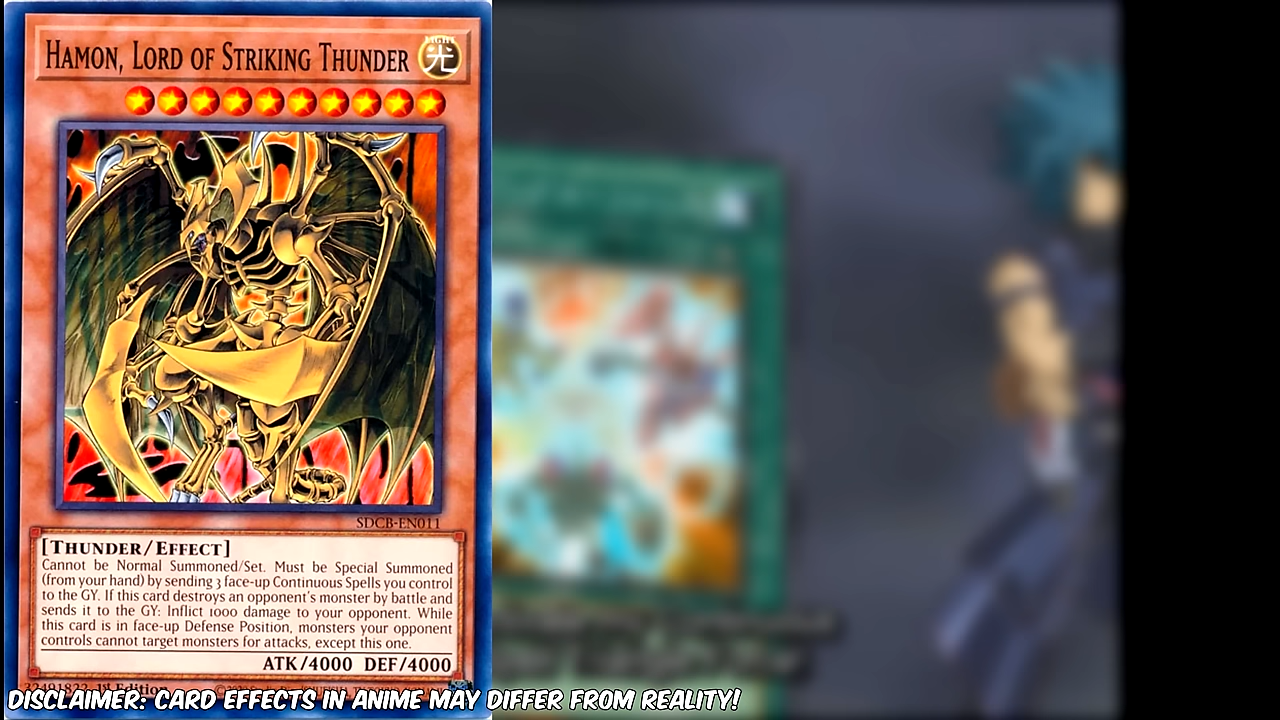 HAMON, LORD OF STRIKING THUNDER
LIGHT
光
SDCB-EN011
[THUNDER/EFFECT]
Cannot be Normal Summoned/Set. Must be Special Summoned
(from your hand) by sending 3 face-up Continuous Spells you control
to the GY. If this card destroys an opponent's monster by battle and
sends it to the GY: Inflict 1000 damage to your opponent. While
this card is in face-up Defense Position, monsters your opponent
controls cannot target monsters for attacks, except this one.
ATK/4000 DEF/4000
DISCLAIMER: CARD EFFECTS IN ANIME MAY DIFFER FROM REALITY!